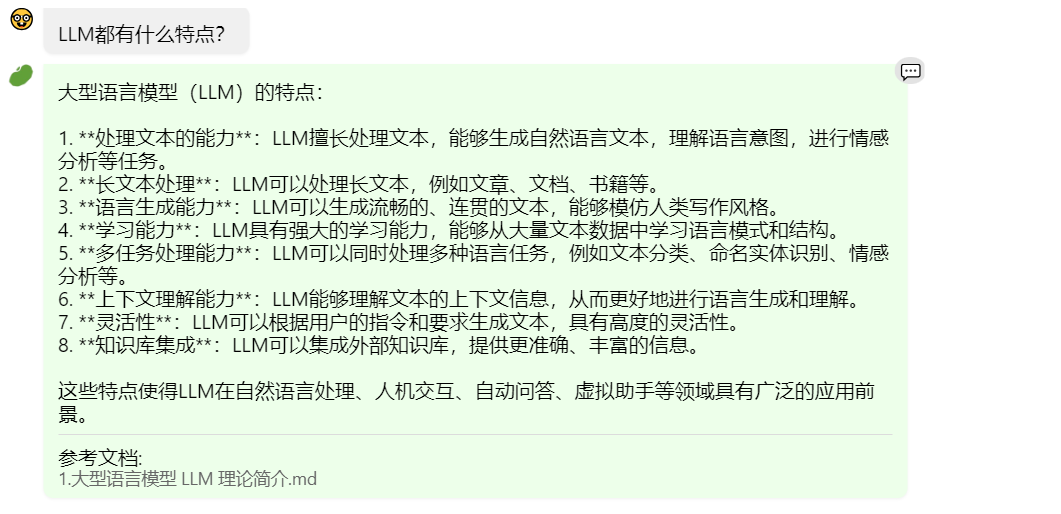 LLM都有什么特点？
大型语言模型（LLM）的特点：
1. **处理文本的能力**：LLM擅长处理文本，能够生成自然语言文本，理解语言意图，进行情感
分析等任务。
2. **长文本处理**：LLM可以处理长文本，例如文章、文档、书籍等。
3. **语言生成能力**：LLM可以生成流畅的、连贯的文本，能够模仿人类写作风格。
4. **学习能力**：LLM具有强大的学习能力，能够从大量文本数据中学习语言模式和结构。
5. **多任务处理能力**：LLM可以同时处理多种语言任务，例如文本分类、命名实体识别、情感
分析等。
6. **上下文理解能力**：LLM能够理解文本的上下文信息，从而更好地进行语言生成和理解。
7. **灵活性**：LLM可以根据用户的指令和要求生成文本，具有高度的灵活性。
8. **知识库集成**：LLM可以集成外部知识库，提供更准确、丰富的信息。
这些特点使得LLM在自然语言处理、人机交互、自动问答、虚拟助手等领域具有广泛的应用前
景。
参考文档:
1.大型语言模型 LLM 理论简介.md